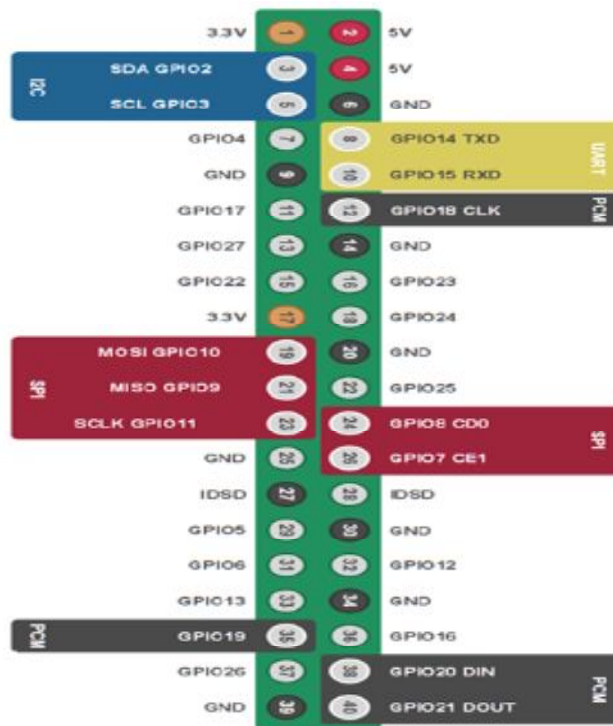 3.3V 1 2 5V
I2C SDA GPIO2 3 4 5V
SCL GPIO3 5 6 GND
GPIO4 7 8 GPIO14 TXD UART
GND 9 10 GPIO15 RXD
GPIO17 11 12 GPIO18 CLK PCM
GPIO27 13 14 GND
GPIO22 15 16 GPIO23
3.3V 17 18 GPIO24
MOSI GPIO10 19 20 GND
SPI MISO GPIO9 21 22 GPIO25
SCLK GPIO11 23 24 GPIO8 CD0 SPI
GND 25 26 GPIO7 CE1
IDSD 27 28 IDSD
GPIO5 29 30 GND
GPIO6 31 32 GPIO12
GPIO13 33 34 GND
PCM GPIO19 35 36 GPIO16
GPIO26 37 38 GPIO20 DIN PCM
GND 39 40 GPIO21 DOUT